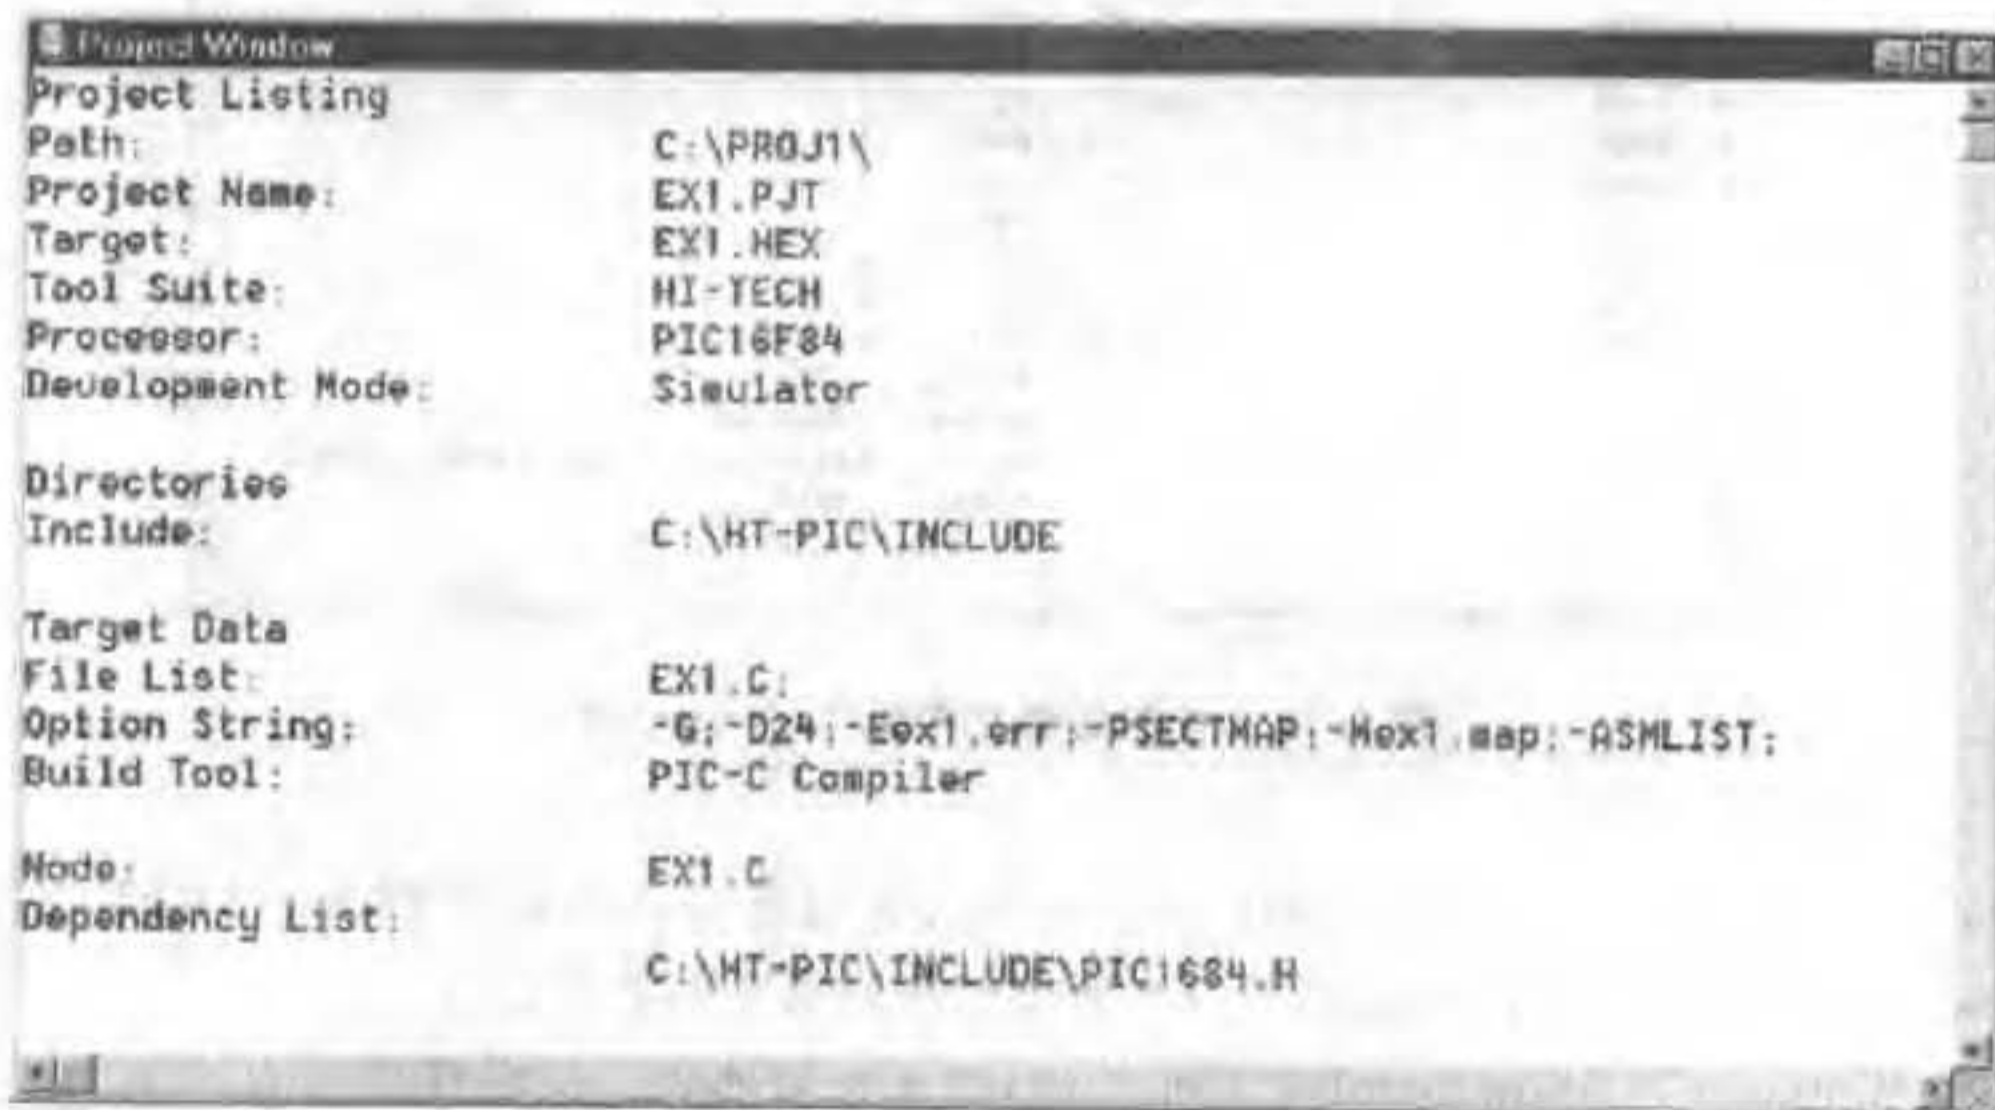 Project Window
Project Listing
Path: C:\PROJ1\
Project Name: EX1.PJT
Target: EX1.HEX
Tool Suite: HI-TECH
Processor: PIC16F84
Development Mode: Simulator
Directories
Include: C:\HT-PIC\INCLUDE
Target Data
File List: EX1.C;
Option String: -G;-D24;-Eex1.err;-PSECTMAP;-Mex1.map;-ASMLIST;
Build Tool: PIC-C Compiler
Node: EX1.C
Dependency List:
C:\HT-PIC\INCLUDE\PIC1684.H